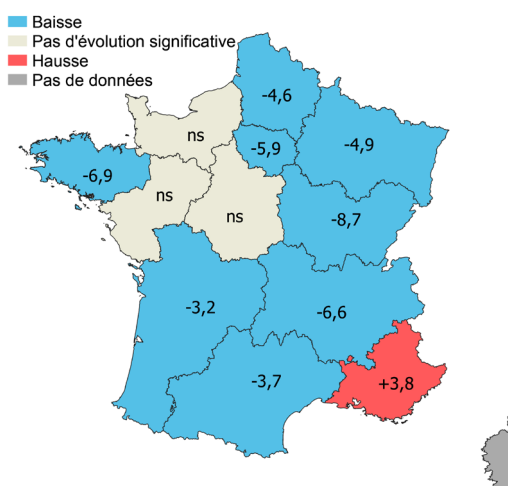 Baisse
Pas d'évolution significative
Hausse
Pas de données
-4,6
ns
-5,9
-4,9
-6,9
ns
ns
-8,7
-3,2
-6,6
-3,7
+3,8